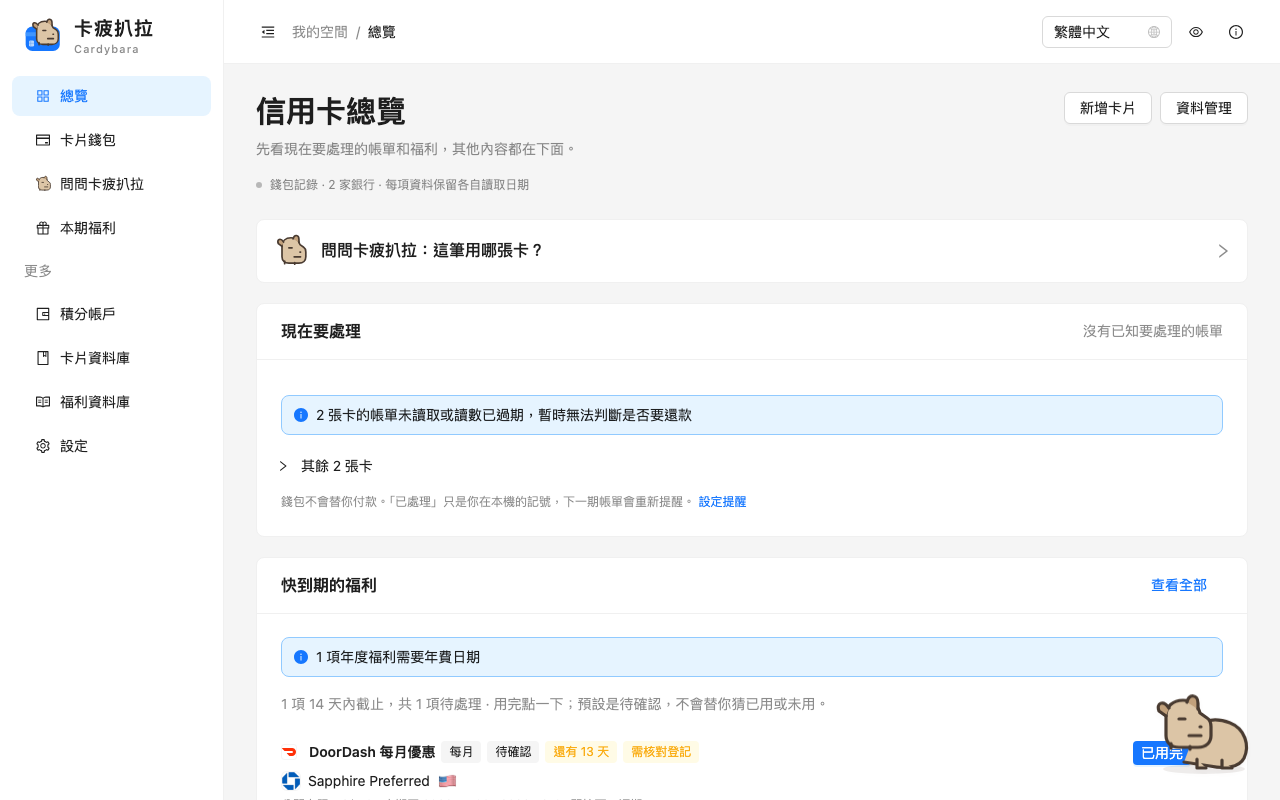 卡疲扒拉
Cardybara
總覽
卡片錢包
問問卡疲扒拉
本期福利
更多
積分帳戶
卡片資料庫
福利資料庫
設定
我的空間 / 總覽
繁體中文
信用卡總覽
新增卡片
資料管理
先看現在要處理的帳單和福利，其他內容都在下面。
錢包記錄 · 2 家銀行 · 每項資料保留各自讀取日期
問問卡疲扒拉：這筆用哪張卡？
現在要處理
沒有已知要處理的帳單
2 張卡的帳單未讀取或讀數已過期，暫時無法判斷是否要還款
其餘 2 張卡
錢包不會替你付款。「已處理」只是你在本機的記號，下一期帳單會重新提醒。 設定提醒
快到期的福利
查看全部
1 項年度福利需要年費日期
1 項 14 天內截止，共 1 項待處理 · 用完點一下；預設是待確認，不會替你猜已用或未用。
DoorDash 每月優惠 每月 待確認 還有 13 天 需核對登記
已用完
Sapphire Preferred